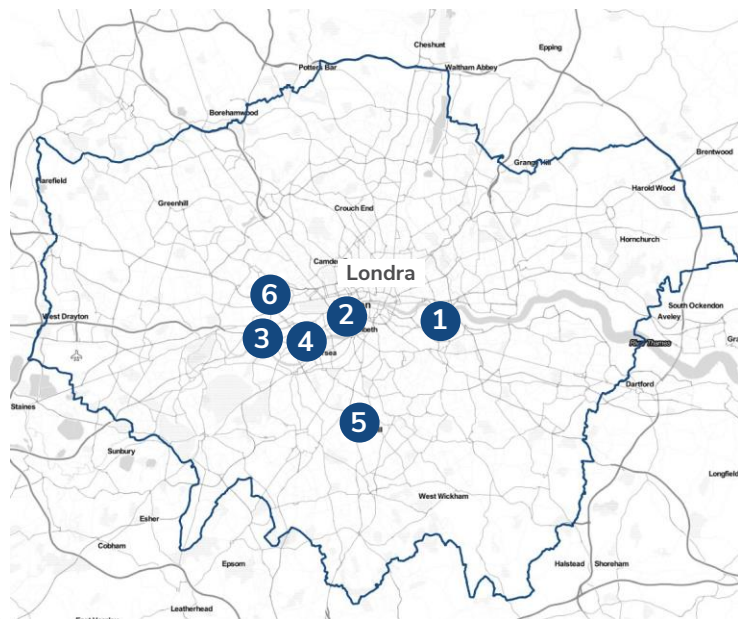 Cheshunt
Epping
Potters Bar
Waltham Abbey
Borehamwood
Brentwood
Grange Hill
Harefield
Harold Wood
Greenhill
Crouch End
Hornchurch
Londra
6
2
1
West Drayton
South Ockendon
Aveley
3
4
River Thames
Dartford
Staines
5
Sunbury
Longfield
West Wickham
Esher
Cobham
Epsom
Halstead
Shoreham
Leatherhead